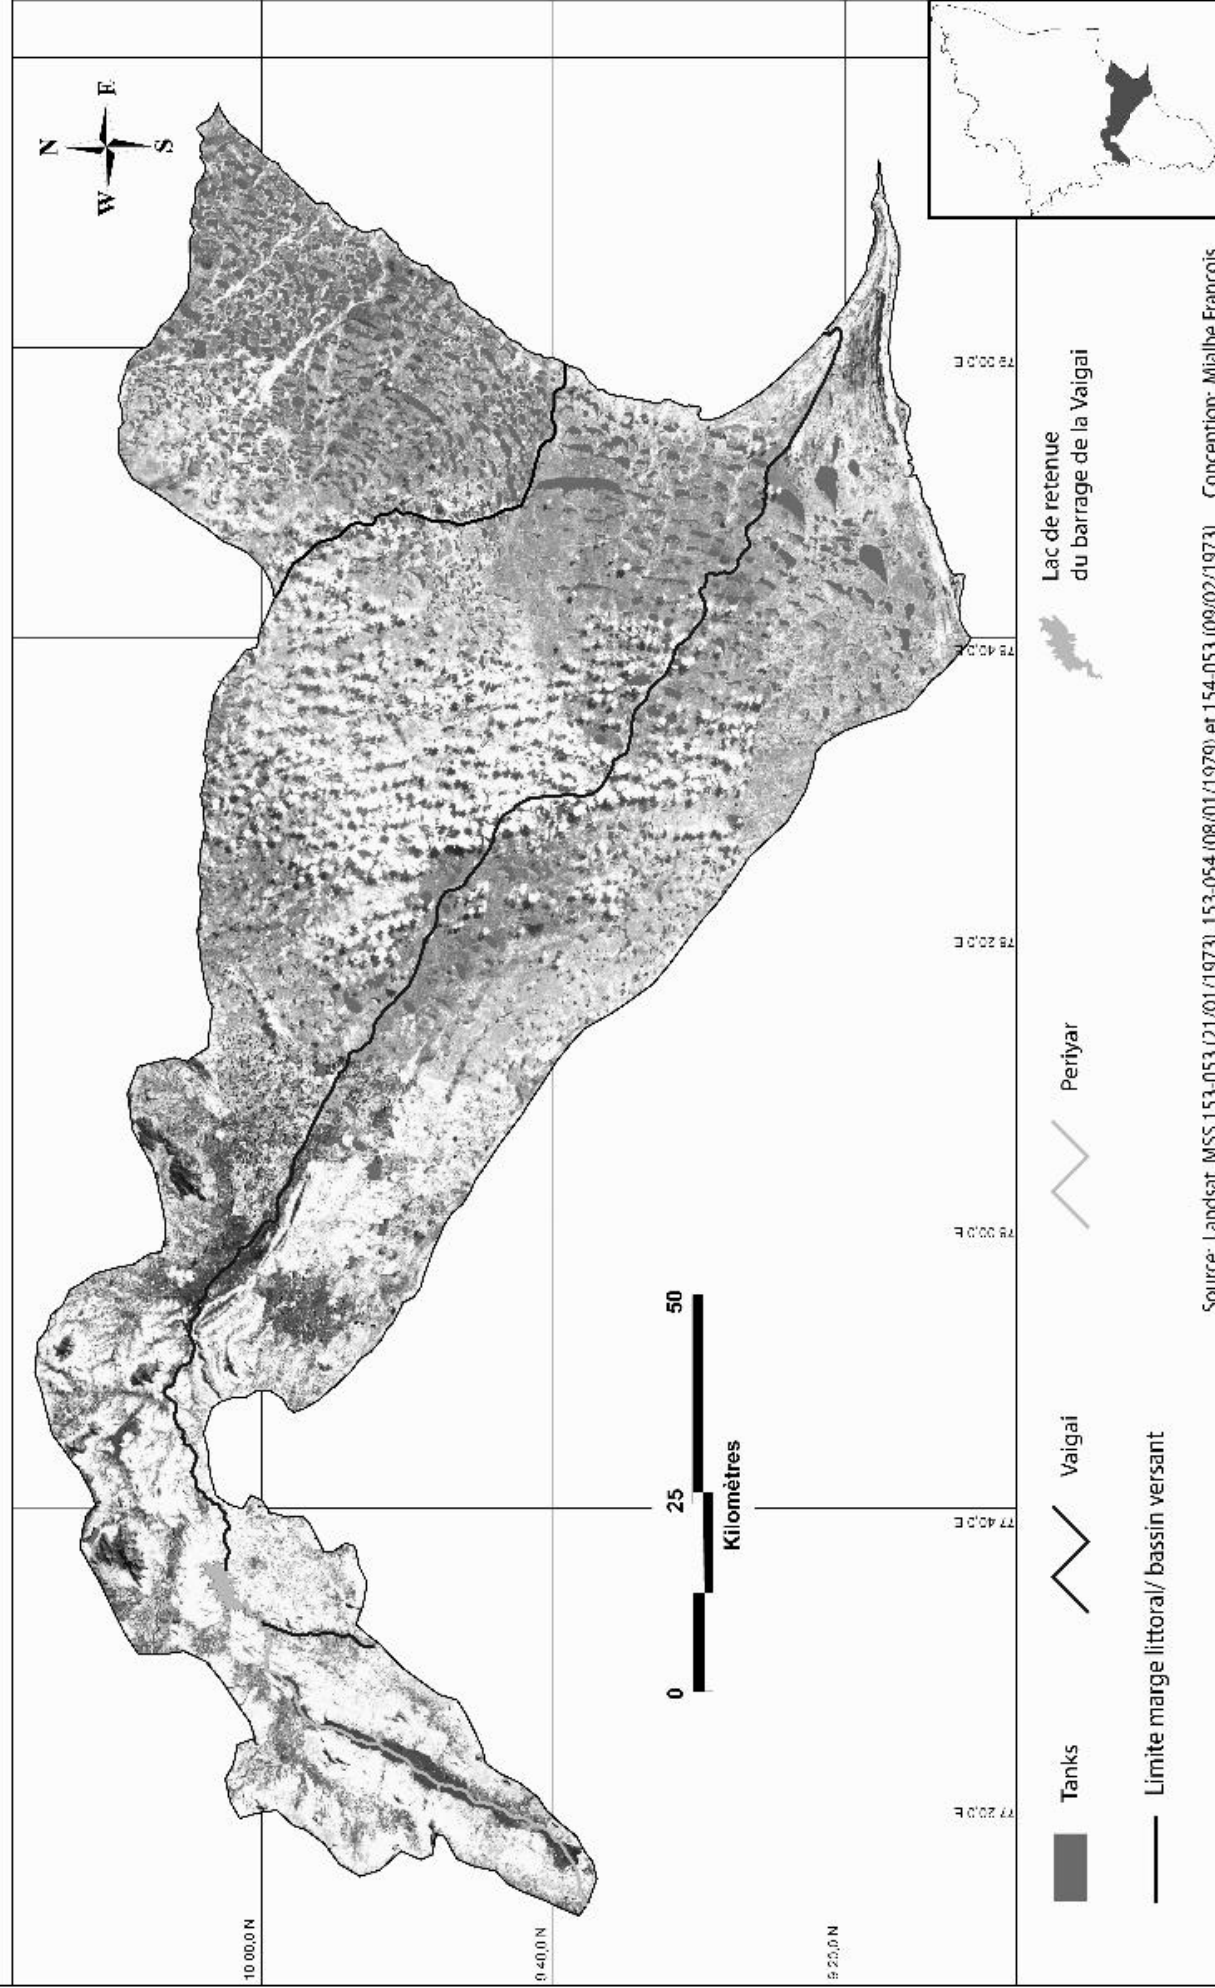 N
W E
S
10 00,0 N
9 40,0 N
9 20,0 N
77 20,0 E
77 40,0 E
78 00,0 E
78 20,0 E
78 40,0 E
79 00,0 E
0 25 50
Kilomètres
Tanks
Vaigai
Periyar
Lac de retenue
du barrage de la Vaigai
Limite marge littoral/ bassin versant
Source: Landsat MSS 153-053 (21/01/1973), 153-054 (08/01/1979) et 154-053 (09/02/1973) Conception: Mialhe François